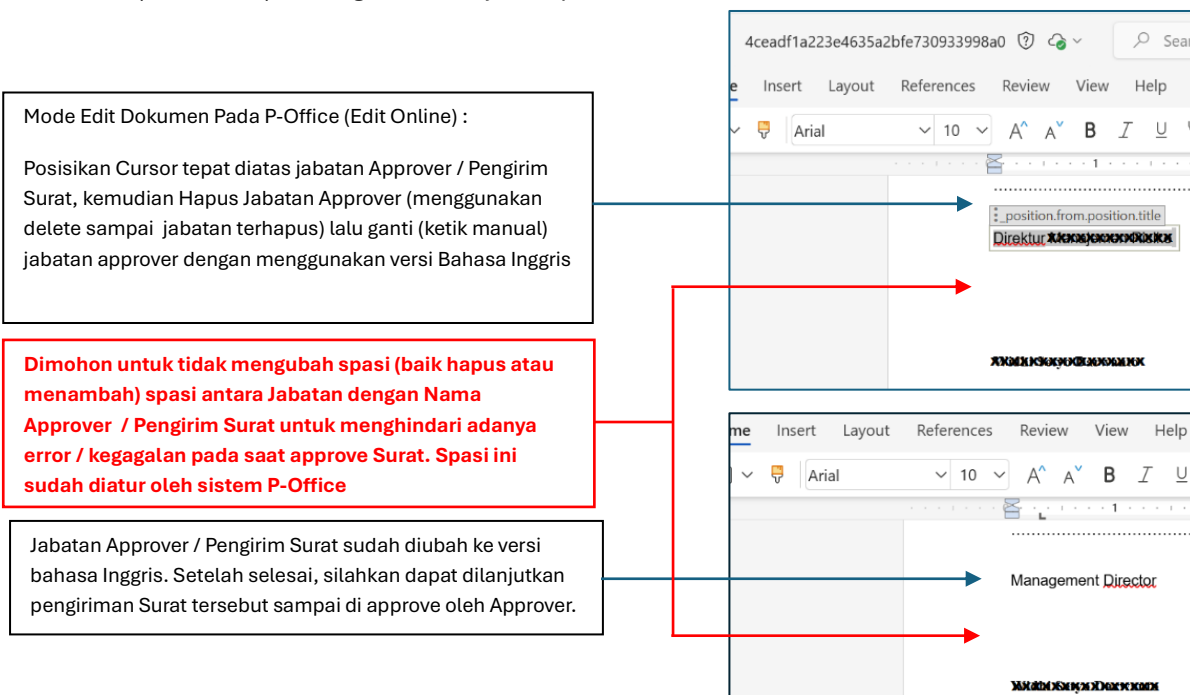 4ceadf1a223e4635a2bfe730933998a0
Insert Layout References Review View Help
Arial 10 A A B I U
1
_position.from.position.title
Direktur
Mode Edit Dokumen Pada P-Office (Edit Online) :
Posisikan Cursor tepat diatas jabatan Approver / Pengirim
Surat, kemudian Hapus Jabatan Approver (menggunakan
delete sampai jabatan terhapus) lalu ganti (ketik manual)
jabatan approver dengan menggunakan versi Bahasa Inggris
Dimohon untuk tidak mengubah spasi (baik hapus atau
menambah) spasi antara Jabatan dengan Nama
Approver / Pengirim Surat untuk menghindari adanya
error / kegagalan pada saat approve Surat. Spasi ini
sudah diatur oleh sistem P-Office
Insert Layout References Review View Help
Arial 10 A A B I U
1
Jabatan Approver / Pengirim Surat sudah diubah ke versi
bahasa Inggris. Setelah selesai, silahkan dapat dilanjutkan
pengiriman Surat tersebut sampai di approve oleh Approver.
Management Director